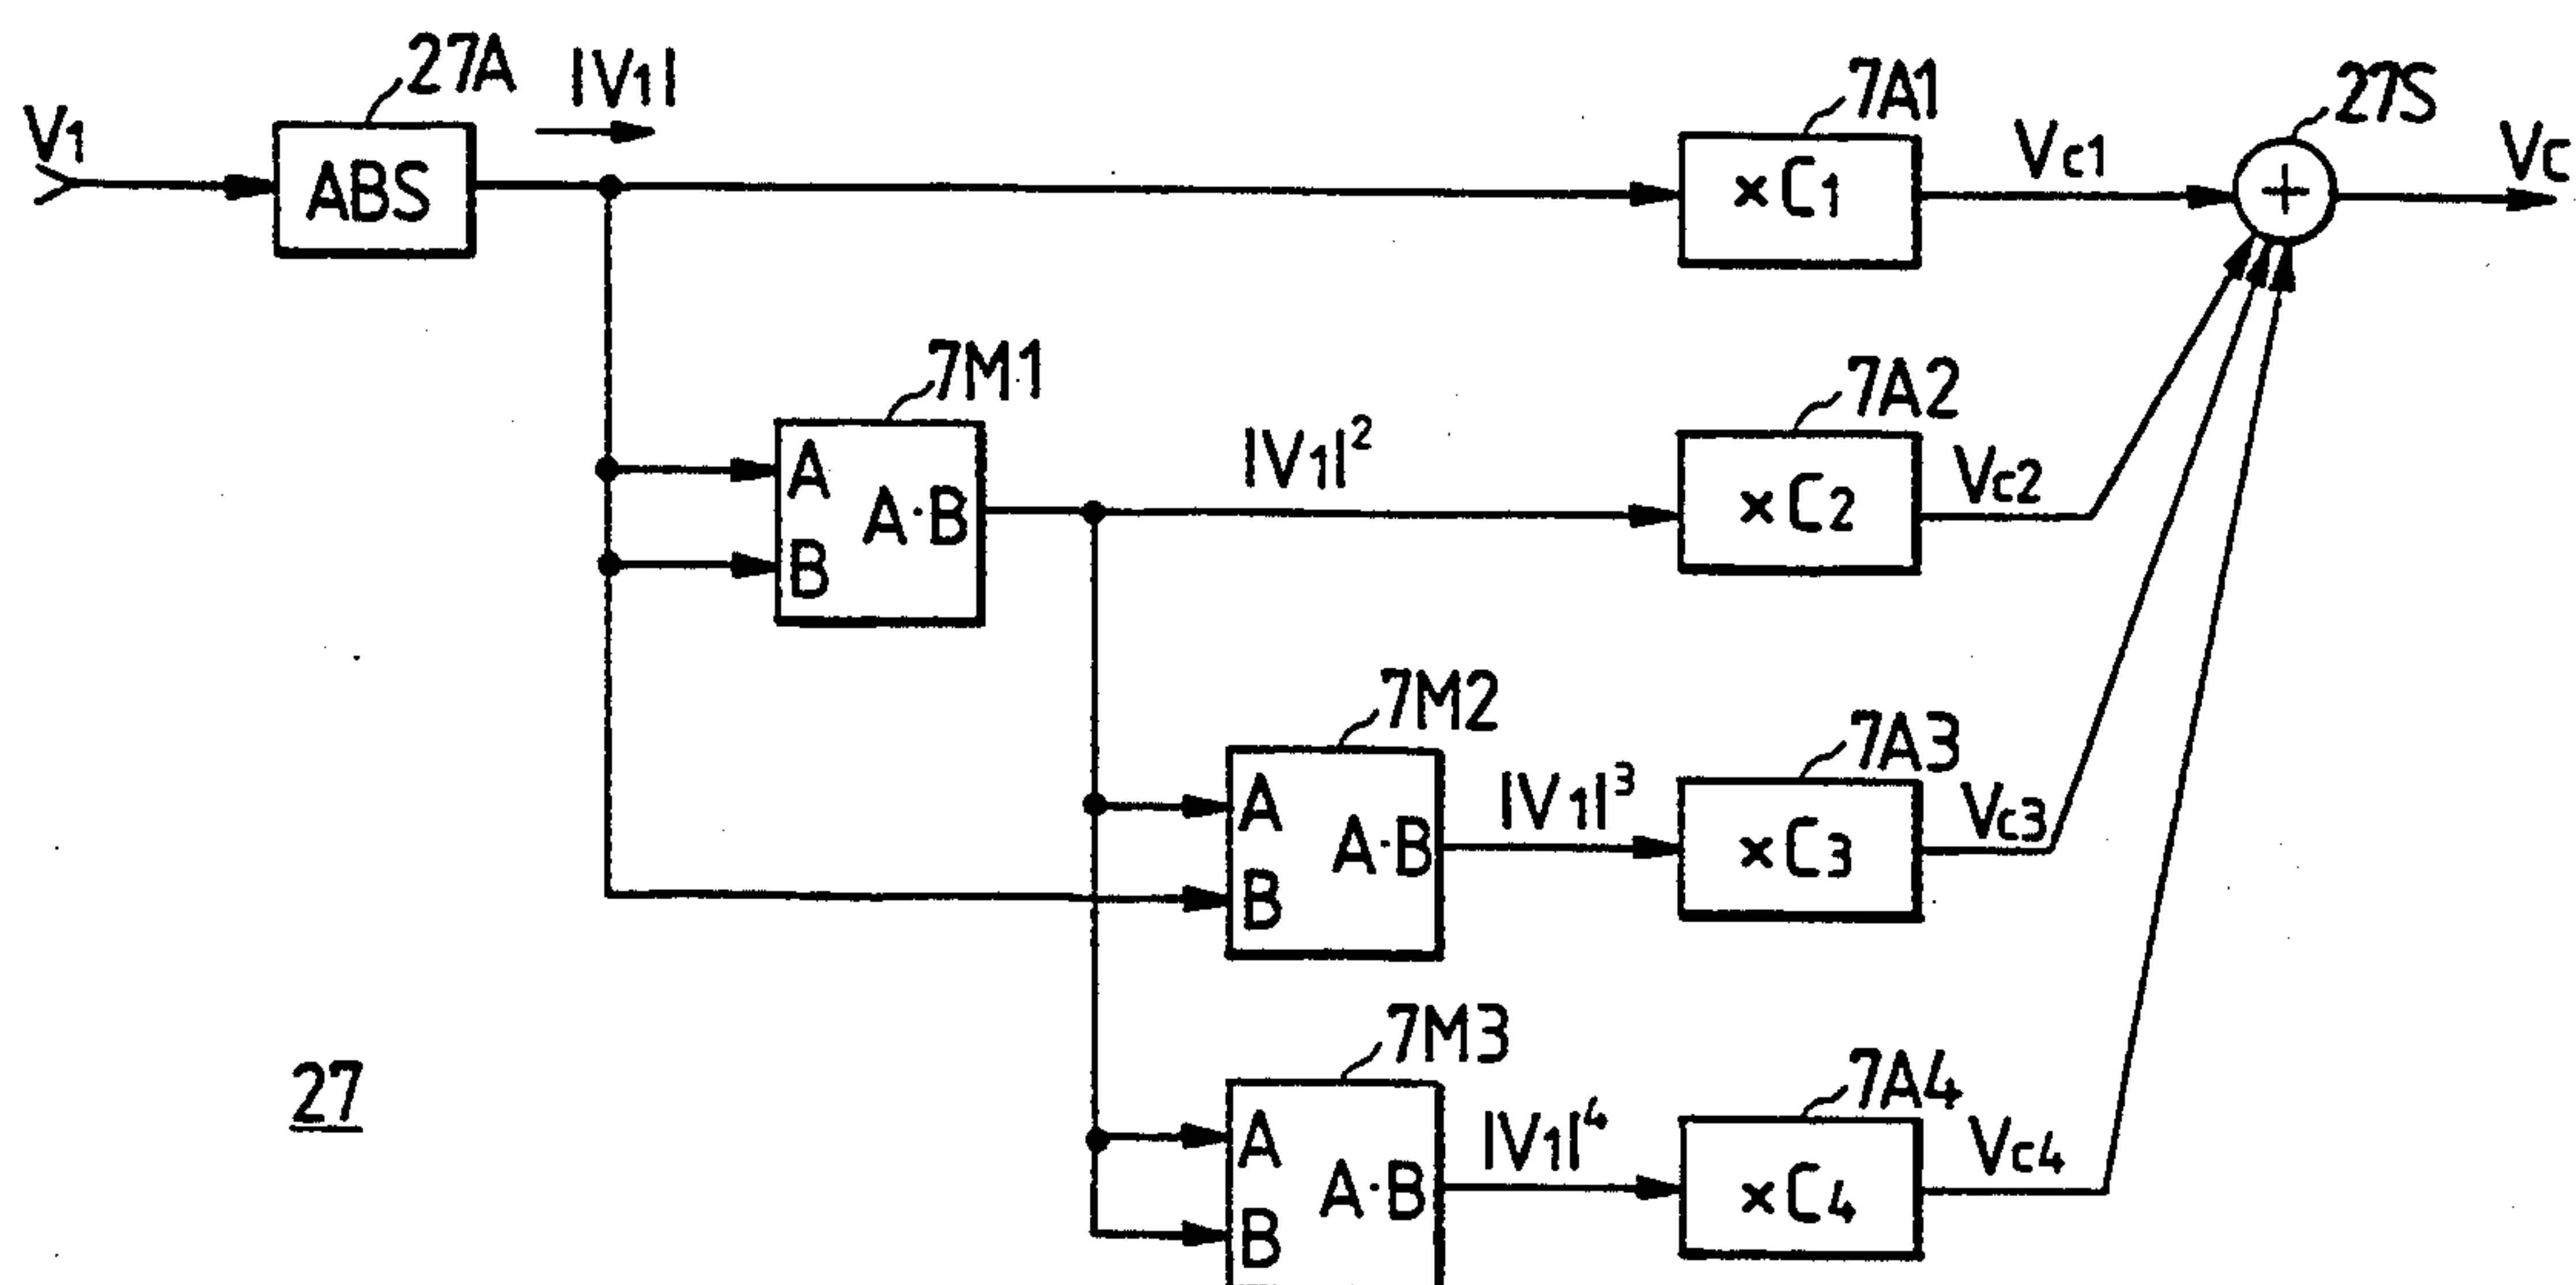 27A
|V1|
V1
ABS
7A1
×C1
Vc1
27S
+
Vc
7M1
A
B
A·B
|V1|²
7A2
×C2
Vc2
7M2
A
B
A·B
|V1|³
7A3
×C3
Vc3
7M3
A
B
A·B
|V1|⁴
7A4
×C4
Vc4
27